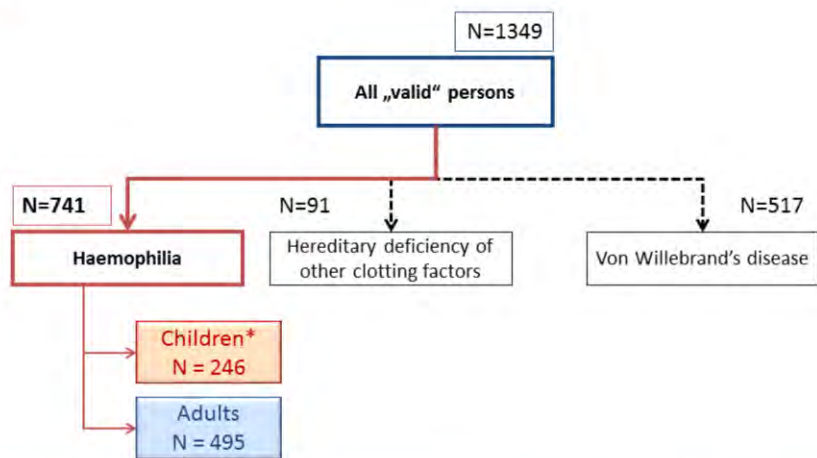 N=1349
All „valid“ persons
N=741
N=91
N=517
Haemophilia
Hereditary deficiency of
other clotting factors
Von Willebrand’s disease
Children*
N = 246
Adults
N = 495